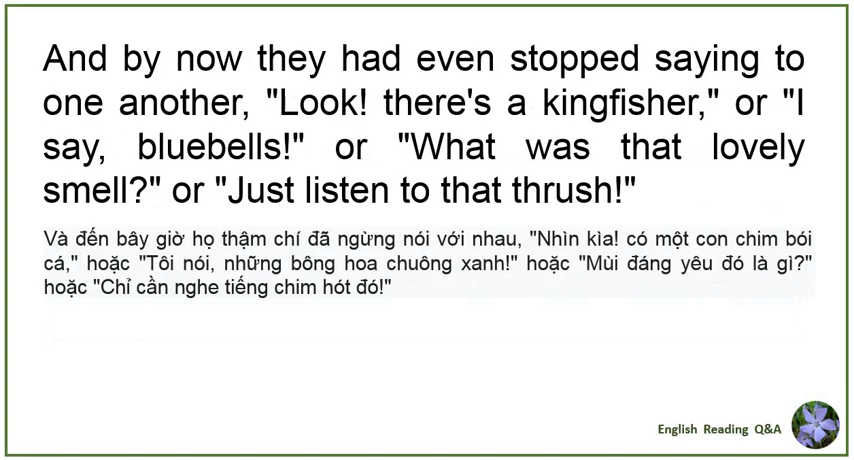 And by now they had even stopped saying to
one another, "Look! there's a kingfisher," or "I
say, bluebells!" or "What was that lovely
smell?" or "Just listen to that thrush!"
Và đến bây giờ họ thậm chí đã ngừng nói với nhau, "Nhìn kìa! có một con chim bói
cá," hoặc "Tôi nói, những bông hoa chuông xanh!" hoặc "Mùi đáng yêu đó là gì?"
hoặc "Chỉ cần nghe tiếng chim hót đó!"
English Reading Q&A